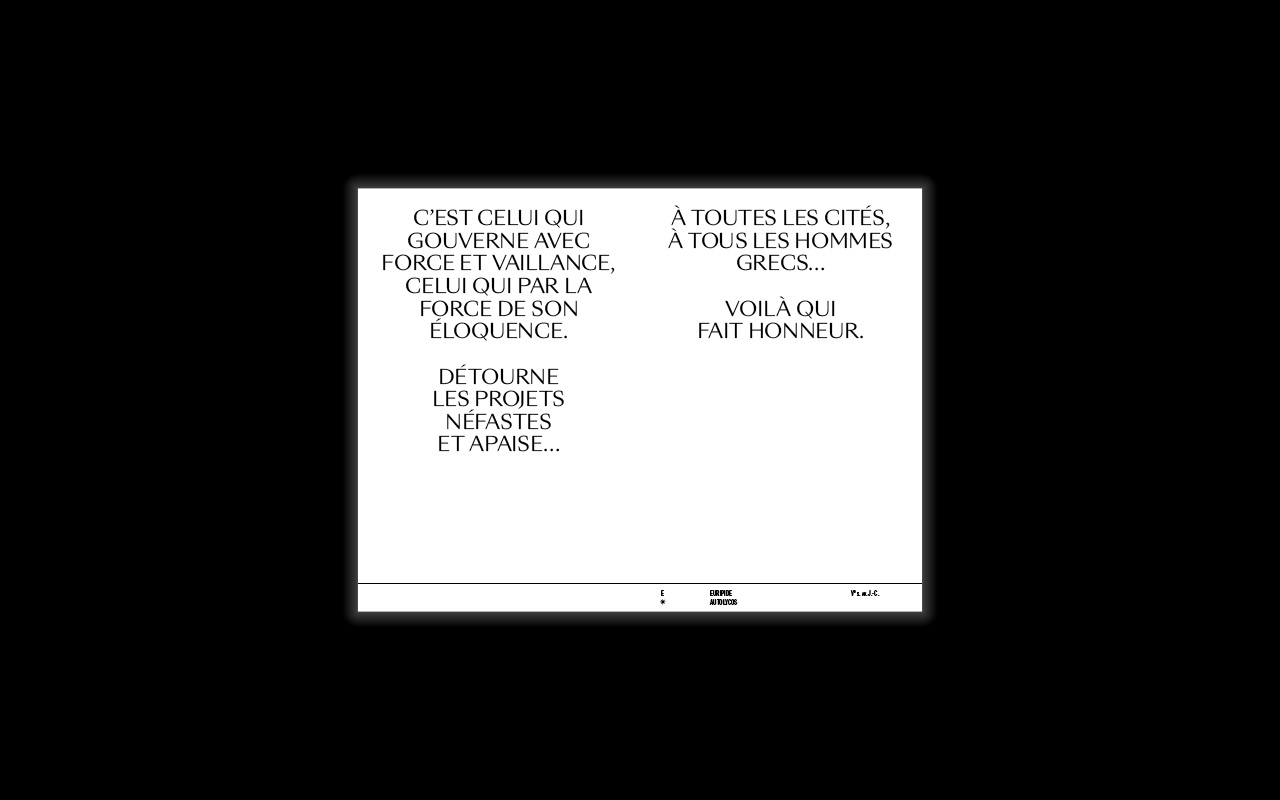 C’EST CELUI QUI
GOUVERNE AVEC
FORCE ET VAILLANCE,
CELUI QUI PAR LA
FORCE DE SON
ÉLOQUENCE.
DÉTOURNE
LES PROJETS
NÉFASTES
ET APAISE...
À TOUTES LES CITÉS,
À TOUS LES HOMMES
GRECS...
VOILÀ QUI
FAIT HONNEUR.
E
*
EURIPIDE
AUTOLYCOS
Vᵉ s. av. J.-C.